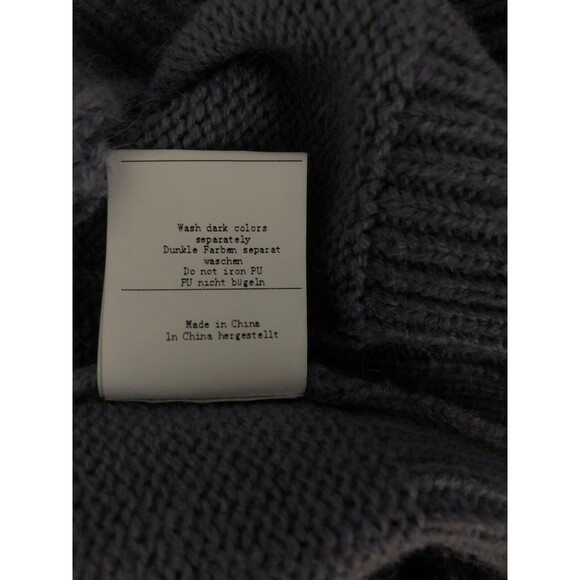 Wash dark colors
separately
Dunkle Farben separat
waschen
Do not iron PU
PU nicht bügeln
Made in China
In China hergestellt